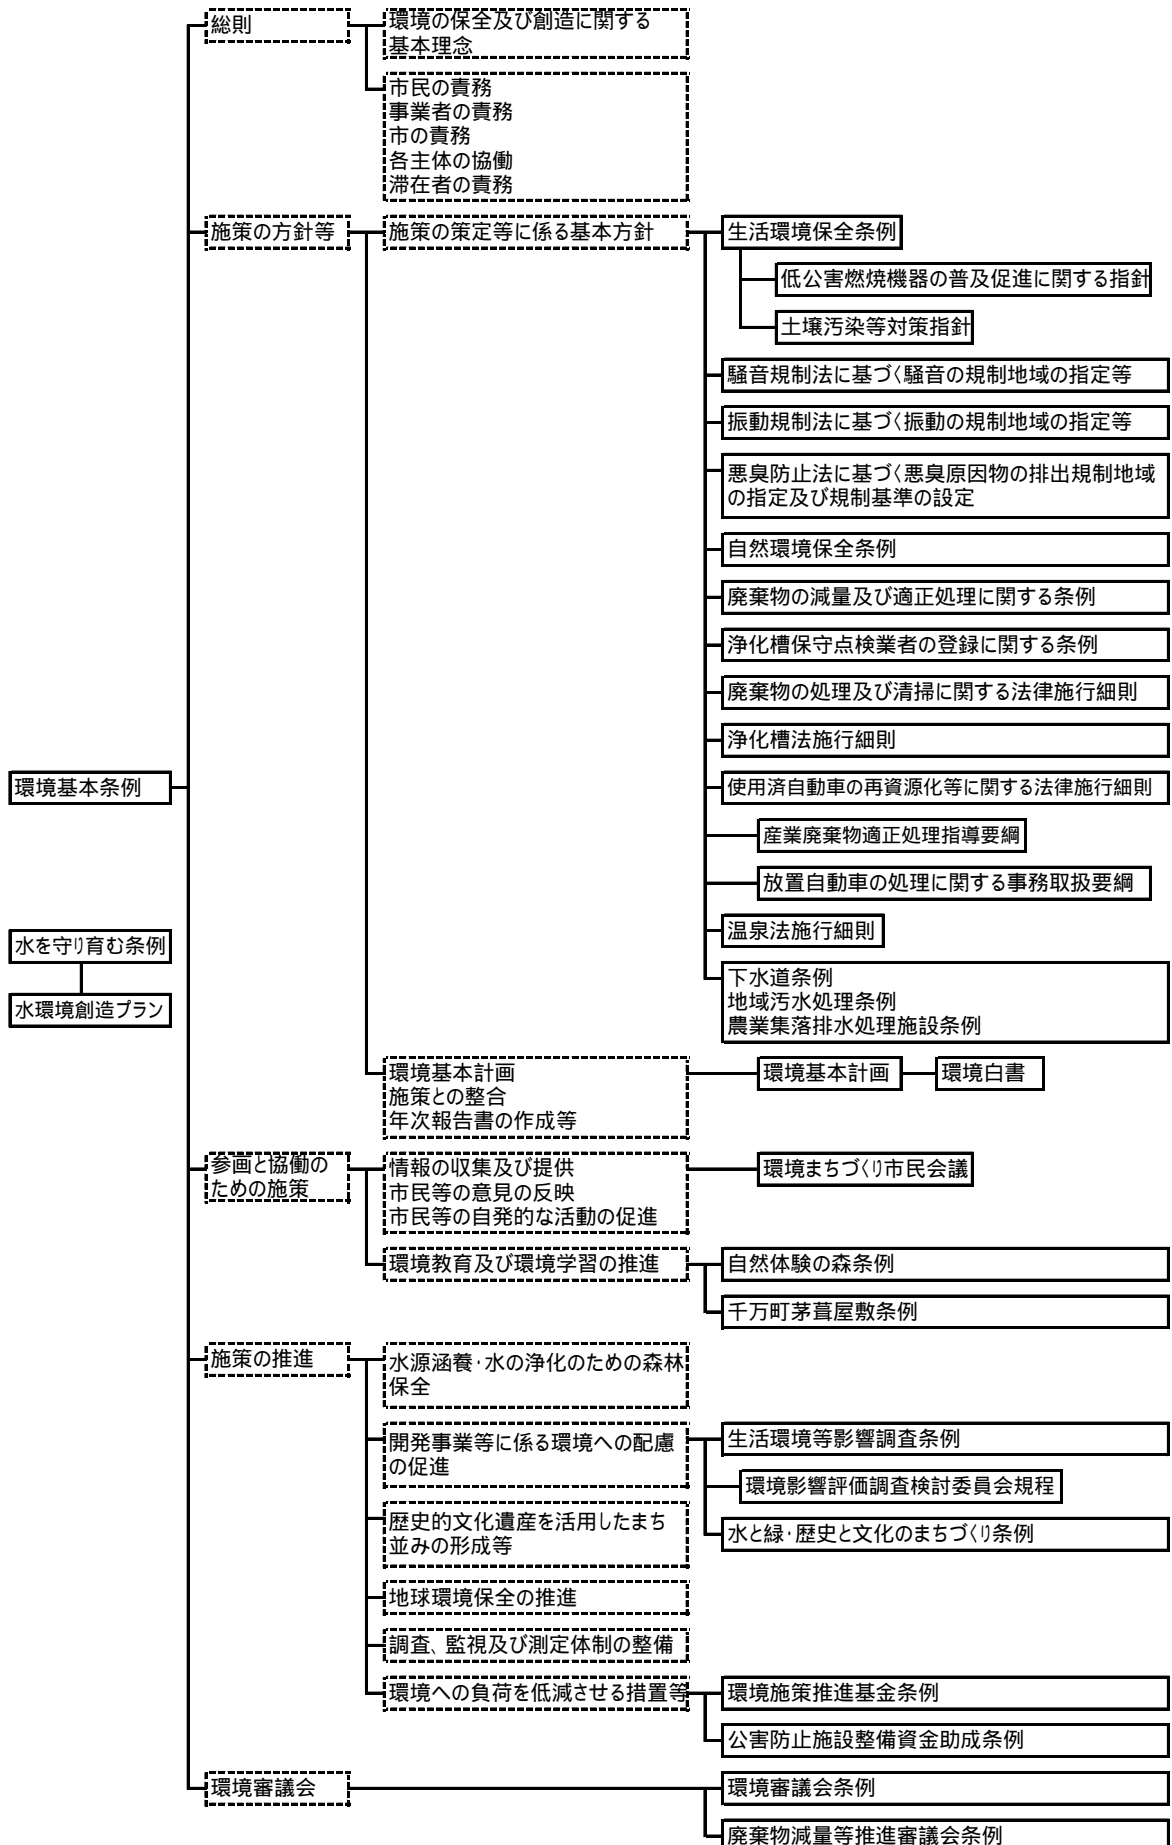 総則
環境の保全及び創造に関する
基本理念
市民の責務
事業者の責務
市の責務
各主体の協働
滞在者の責務
施策の方針等
施策の策定等に係る基本方針
生活環境保全条例
低公害燃焼機器の普及促進に関する指針
土壌汚染等対策指針
騒音規制法に基づく騒音の規制地域の指定等
振動規制法に基づく振動の規制地域の指定等
悪臭防止法に基づく悪臭原因物の排出規制地域
の指定及び規制基準の設定
自然環境保全条例
廃棄物の減量及び適正処理に関する条例
浄化槽保守点検業者の登録に関する条例
廃棄物の処理及び清掃に関する法律施行細則
浄化槽法施行細則
環境基本条例
使用済自動車の再資源化等に関する法律施行細則
産業廃棄物適正処理指導要綱
放置自動車の処理に関する事務取扱要綱
水を守り育む条例
温泉法施行細則
水環境創造プラン
下水道条例
地域汚水処理条例
農業集落排水処理施設条例
環境基本計画
施策との整合
年次報告書の作成等
環境基本計画
環境白書
参画と協働の
ための施策
情報の収集及び提供
市民等の意見の反映
市民等の自発的な活動の促進
環境まちづくり市民会議
環境教育及び環境学習の推進
自然体験の森条例
千万町茅葺屋敷条例
施策の推進
水源涵養・水の浄化のための森林
保全
開発事業等に係る環境への配慮
の促進
生活環境等影響調査条例
環境影響評価調査検討委員会規程
水と緑・歴史と文化のまちづくり条例
歴史的文化遺産を活用したまち
並みの形成等
地球環境保全の推進
調査、監視及び測定体制の整備
環境への負荷を低減させる措置等
環境施策推進基金条例
公害防止施設整備資金助成条例
環境審議会
環境審議会条例
廃棄物減量等推進審議会条例